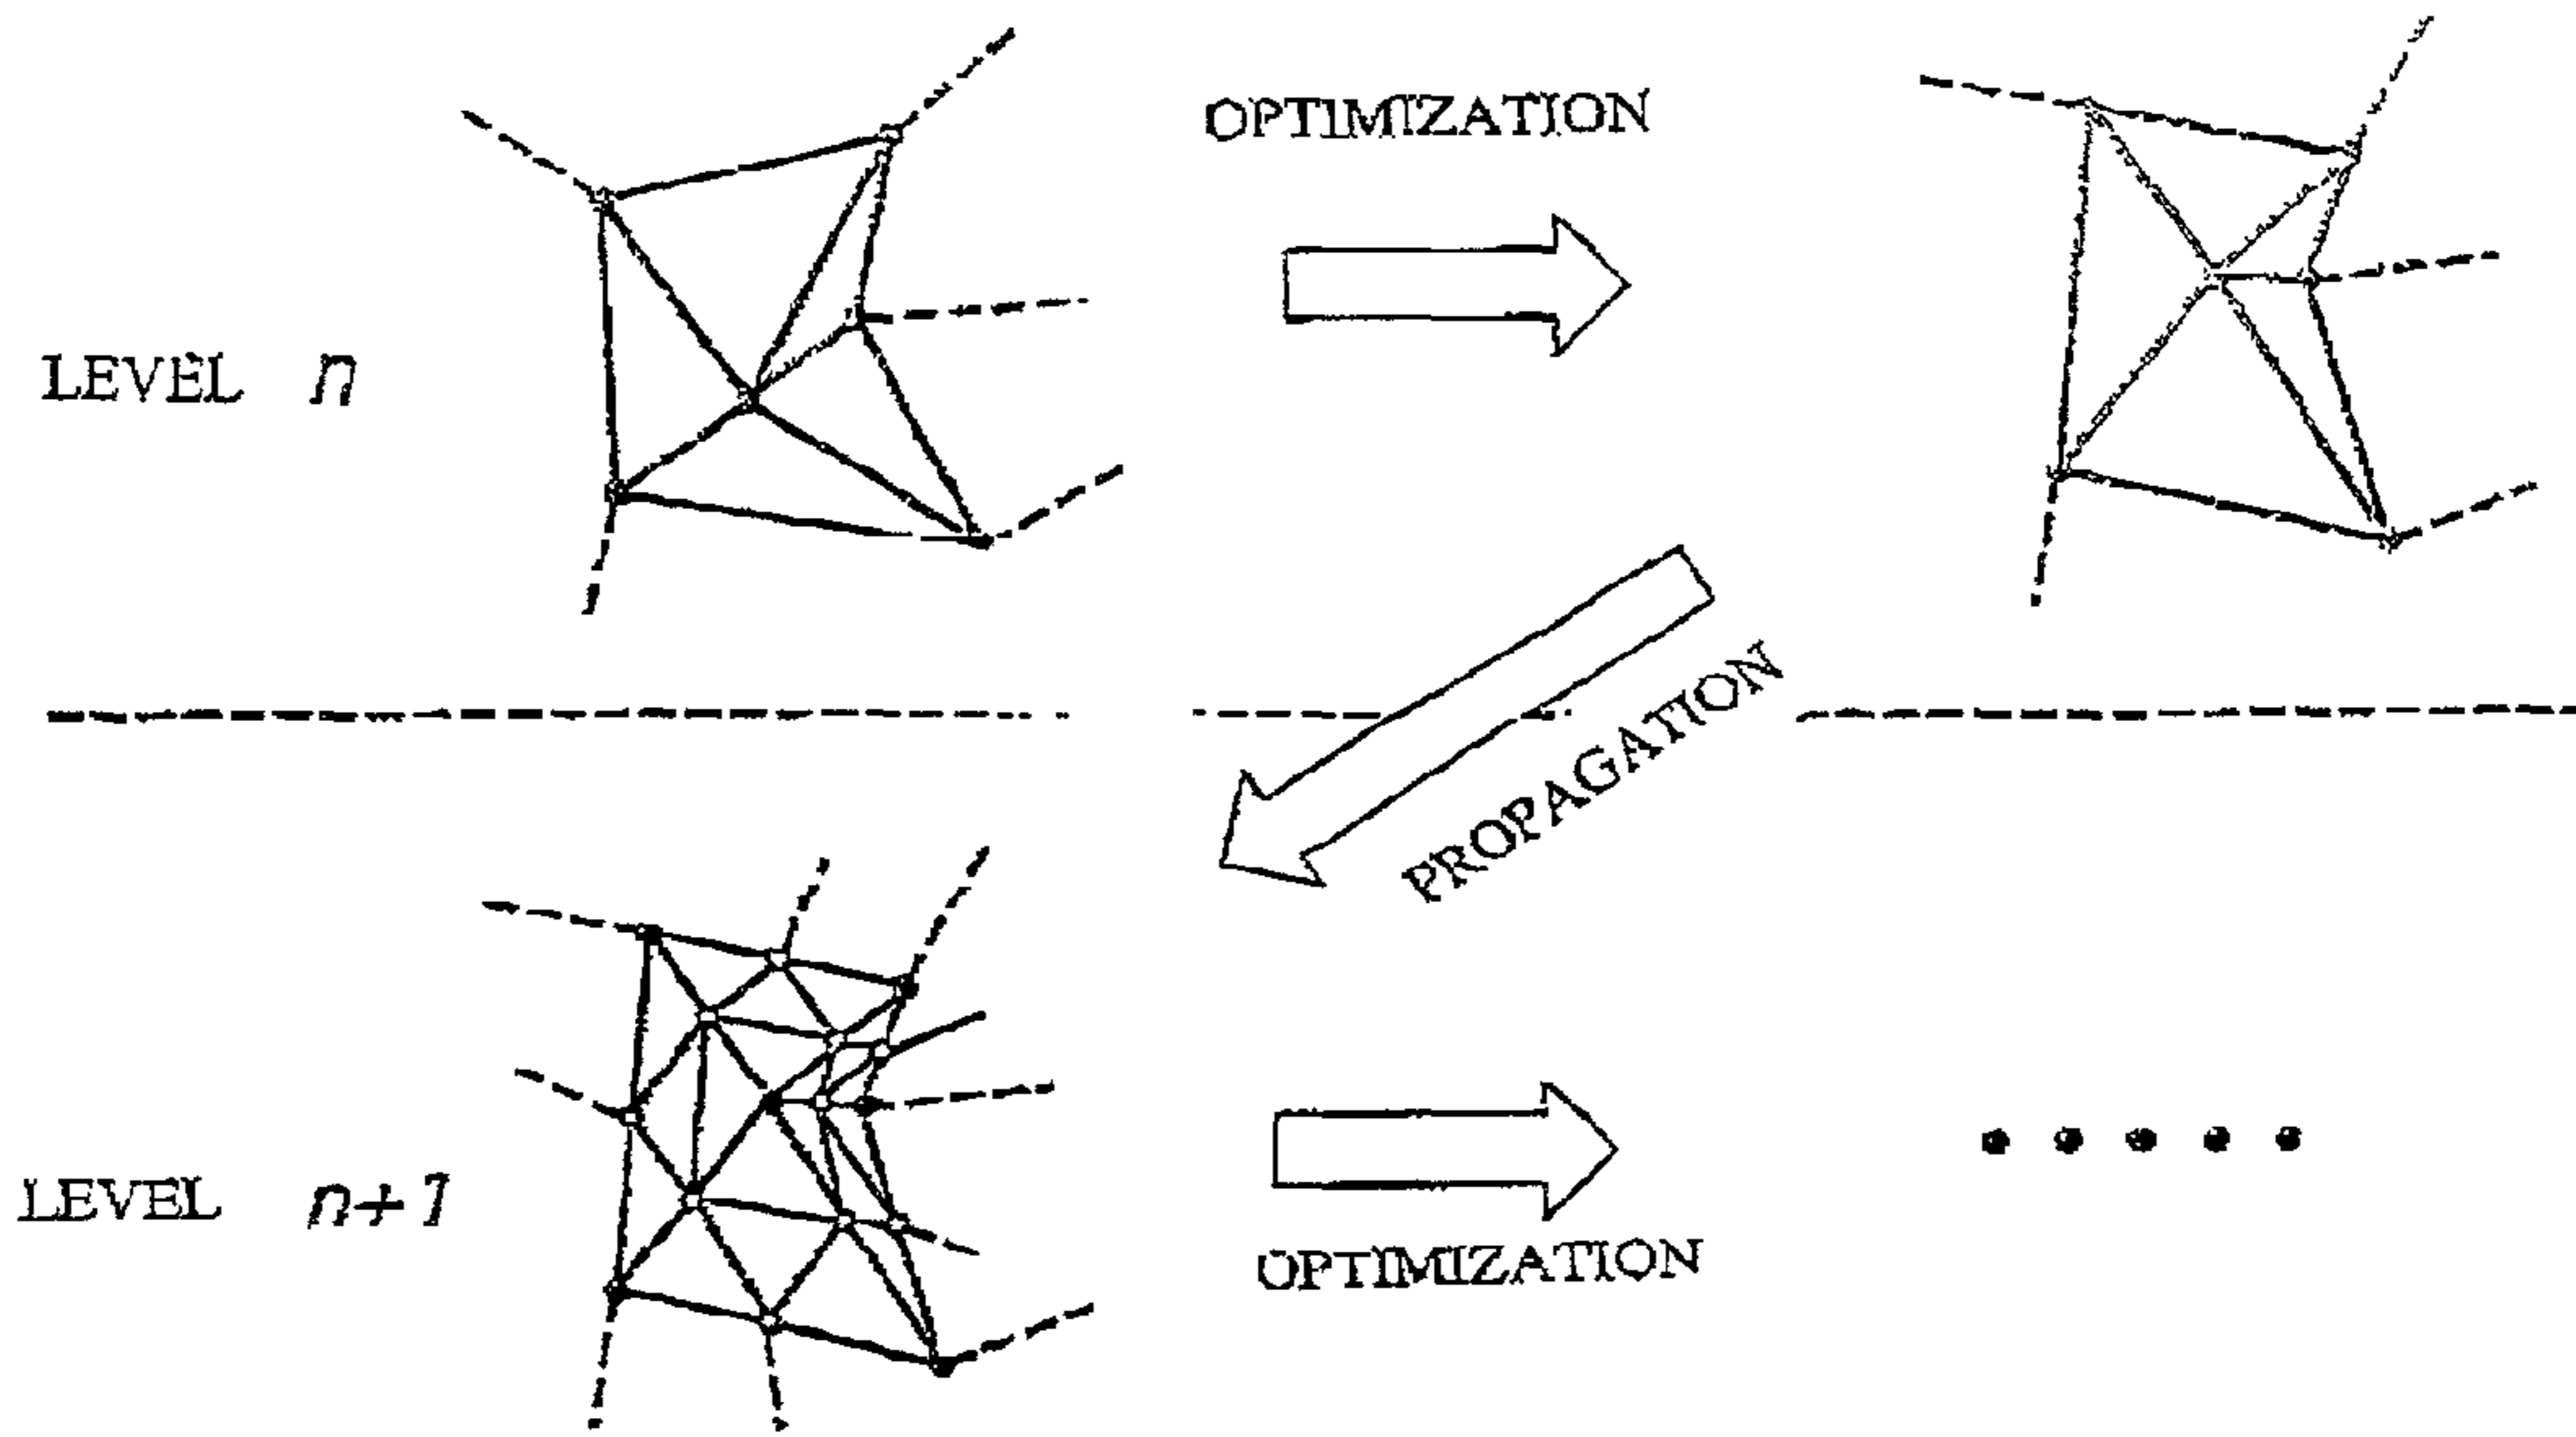 OPTIMIZATION
LEVEL n
PROPAGATION
LEVEL n+1
OPTIMIZATION